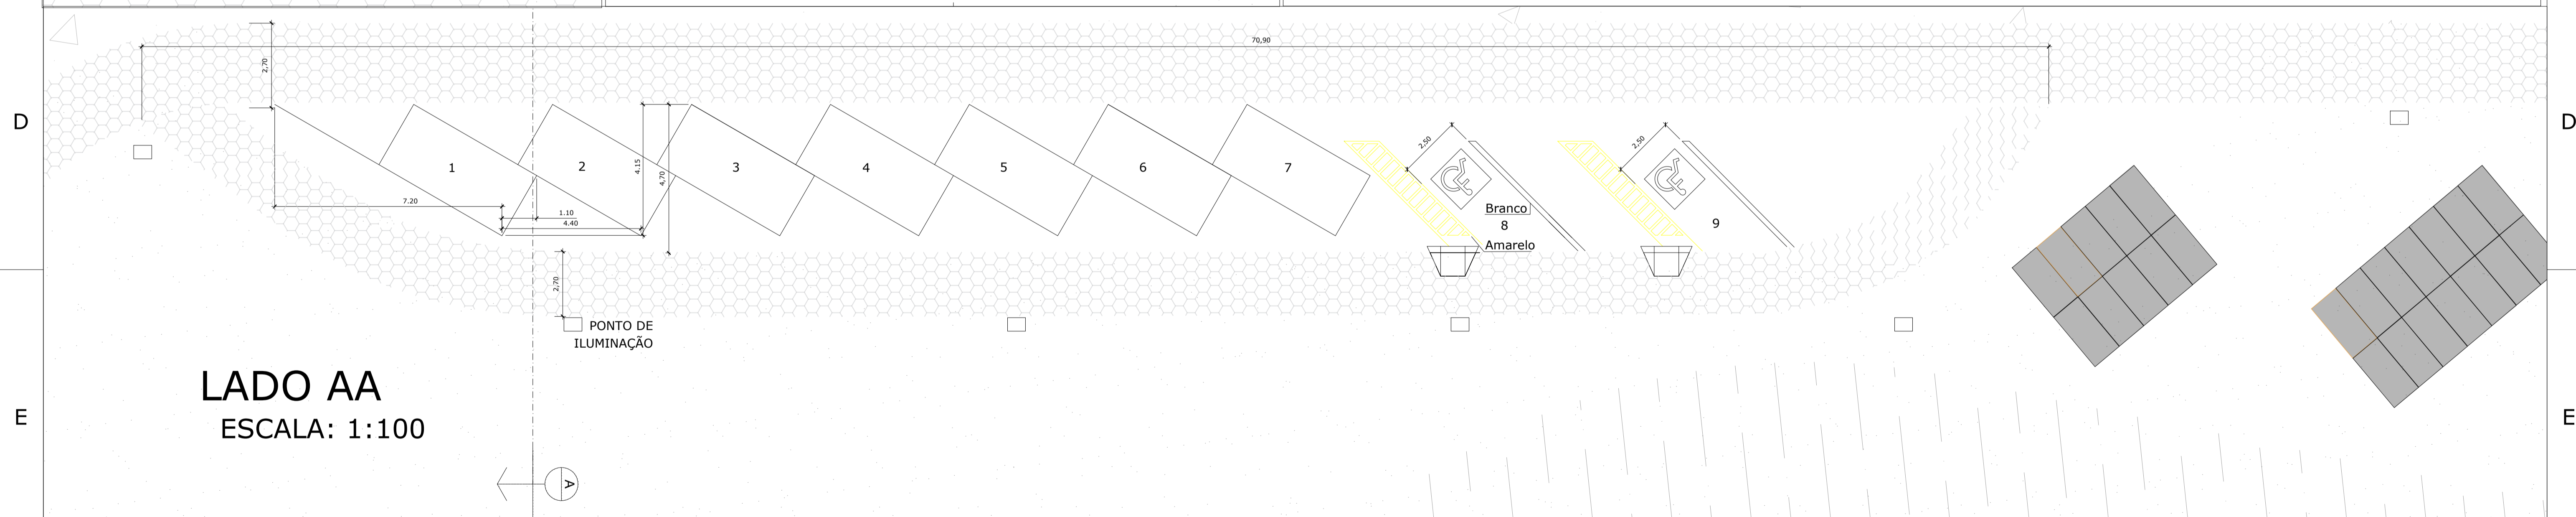 70,90
2,70
D
D
2,50
2,50
1
2
4.15
4,70
3
4
5
6
7
7.20
1.10
4.40
Branco
8
Amarelo
9
2,70
PONTO DE
ILUMINAÇÃO
LADO AA
ESCALA: 1:100
E
E
A